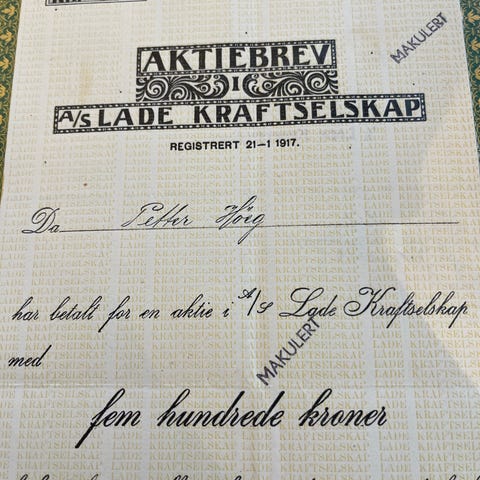 MAKULERT
AKTIEBREV
I
A/S LADE KRAFTSELSKAP
REGISTRERT 21-1 1917.
Da Petter Höeg
har betalt for en aktie i A/S Lade Kraftselskap
MAKULERT
med
fem hundrede kroner